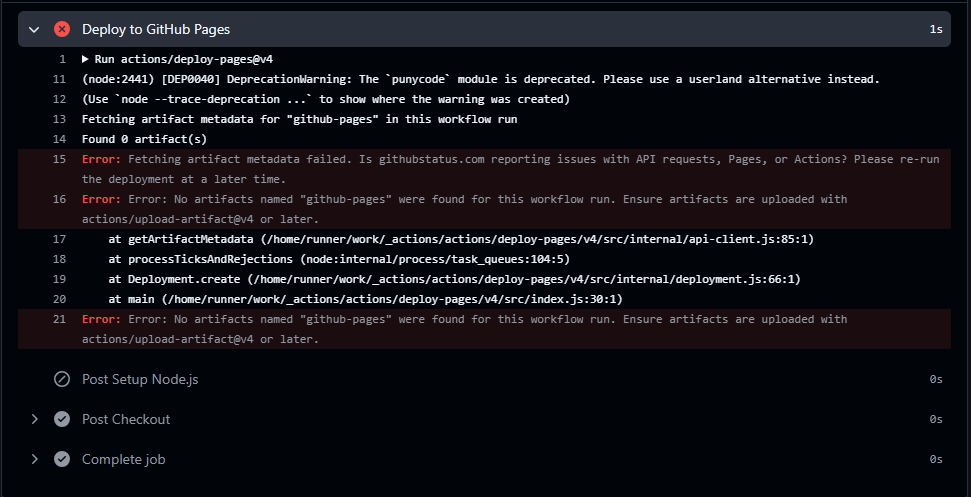 Deploy to GitHub Pages 1s
1 Run actions/deploy-pages@v4
11 (node:2441) [DEP0040] DeprecationWarning: The `punycode` module is deprecated. Please use a userland alternative instead.
12 (Use `node --trace-deprecation ...` to show where the warning was created)
13 Fetching artifact metadata for "github-pages" in this workflow run
14 Found 0 artifact(s)
15 Error: Fetching artifact metadata failed. Is githubstatus.com reporting issues with API requests, Pages, or Actions? Please re-run
the deployment at a later time.
16 Error: Error: No artifacts named "github-pages" were found for this workflow run. Ensure artifacts are uploaded with
actions/upload-artifact@v4 or later.
17 at getArtifactMetadata (/home/runner/work/_actions/actions/deploy-pages/v4/src/internal/api-client.js:85:1)
18 at processTicksAndRejections (node:internal/process/task_queues:104:5)
19 at Deployment.create (/home/runner/work/_actions/actions/deploy-pages/v4/src/internal/deployment.js:66:1)
20 at main (/home/runner/work/_actions/actions/deploy-pages/v4/src/index.js:30:1)
21 Error: Error: No artifacts named "github-pages" were found for this workflow run. Ensure artifacts are uploaded with
actions/upload-artifact@v4 or later.
Post Setup Node.js 0s
Post Checkout 0s
Complete job 0s